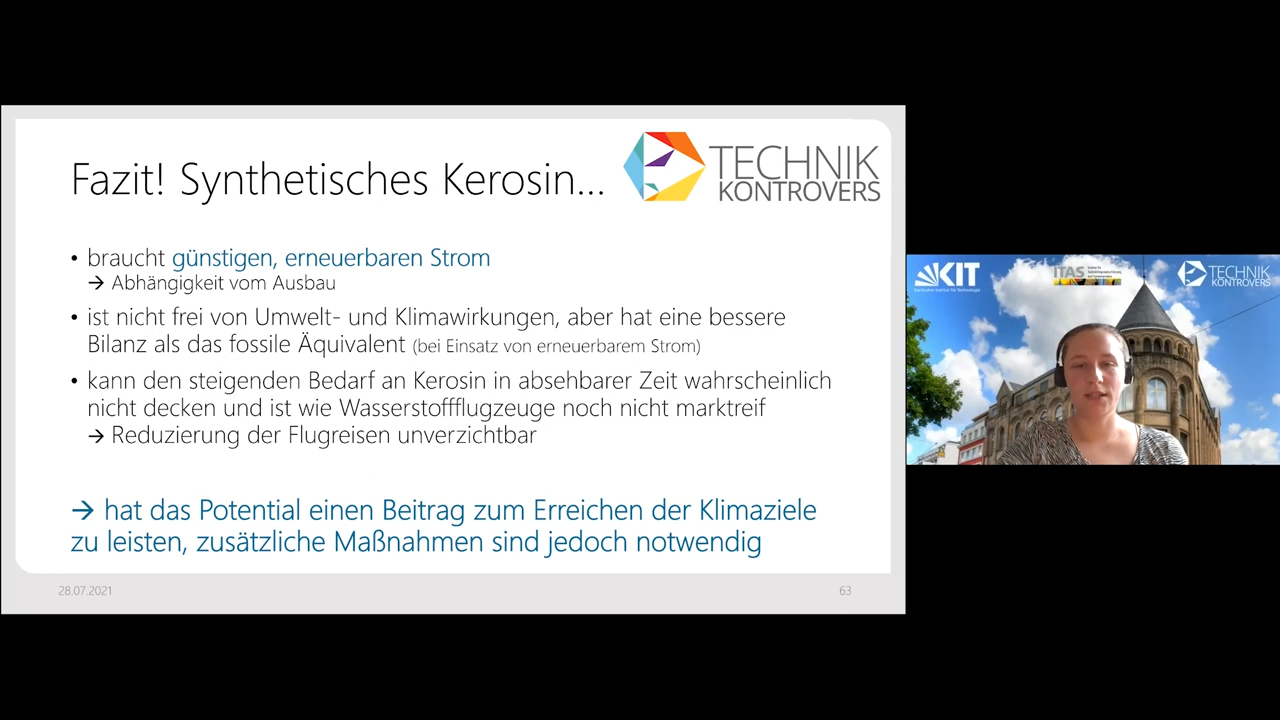 Fazit! Synthetisches Kerosin...
TECHNIK
KONTROVERS
• braucht günstigen, erneuerbaren Strom
→ Abhängigkeit vom Ausbau
• ist nicht frei von Umwelt- und Klimawirkungen, aber hat eine bessere
Bilanz als das fossile Äquivalent (bei Einsatz von erneuerbarem Strom)
• kann den steigenden Bedarf an Kerosin in absehbarer Zeit wahrscheinlich
nicht decken und ist wie Wasserstoffflugzeuge noch nicht marktreif
→ Reduzierung der Flugreisen unverzichtbar
→ hat das Potential einen Beitrag zum Erreichen der Klimaziele
zu leisten, zusätzliche Maßnahmen sind jedoch notwendig
28.07.2021
63
KIT
Karlsruher Institut für Technologie
ITAS
TECHNIK
KONTROVERS